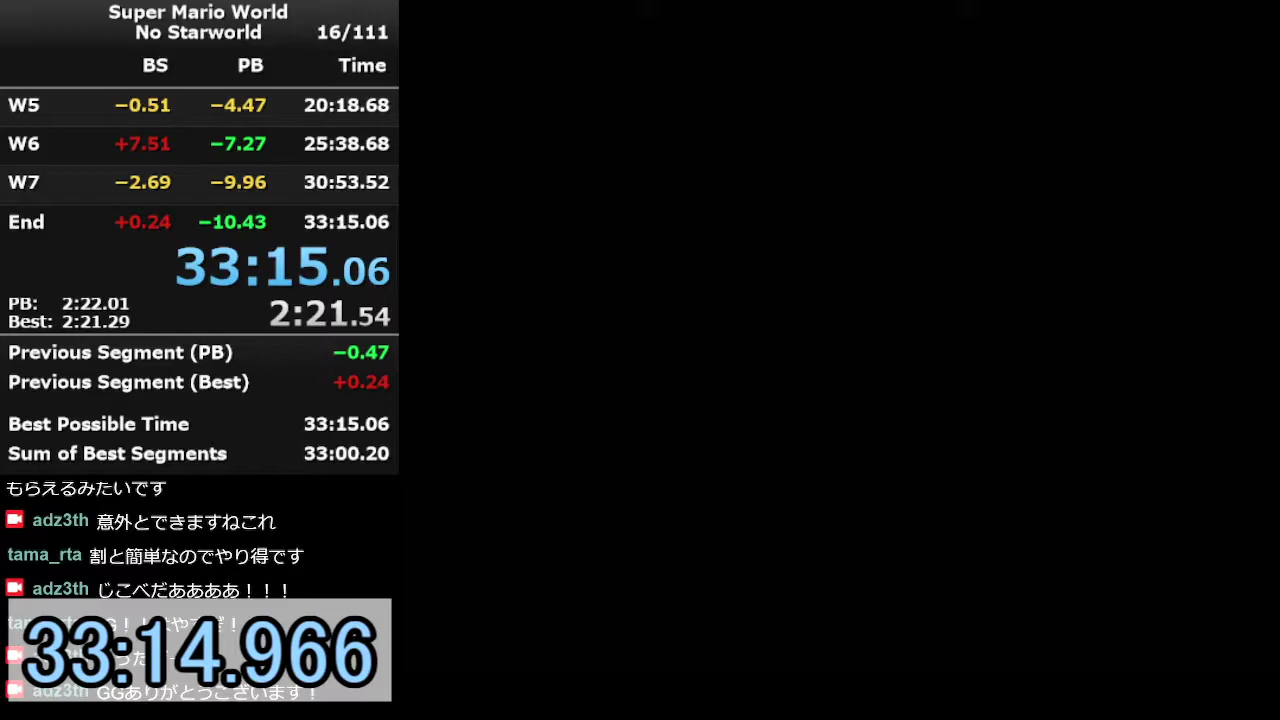 Super Mario World
No Starworld 16/111
BS PB Time
W5 −0.51 −4.47 20:18.68
W6 +7.51 −7.27 25:38.68
W7 −2.69 −9.96 30:53.52
End +0.24 −10.43 33:15.06
33:15.06
PB: 2:22.01
Best: 2:21.29
2:21.54
Previous Segment (PB) −0.47
Previous Segment (Best) +0.24
Best Possible Time 33:15.06
Sum of Best Segments 33:00.20
もらえるみたいです
adz3th 意外とできますねこれ
tama_rta 割と簡単なのでやり得です
adz3th じこべだああああ！！！
33:14.966
adz3th GGありがとうございます！